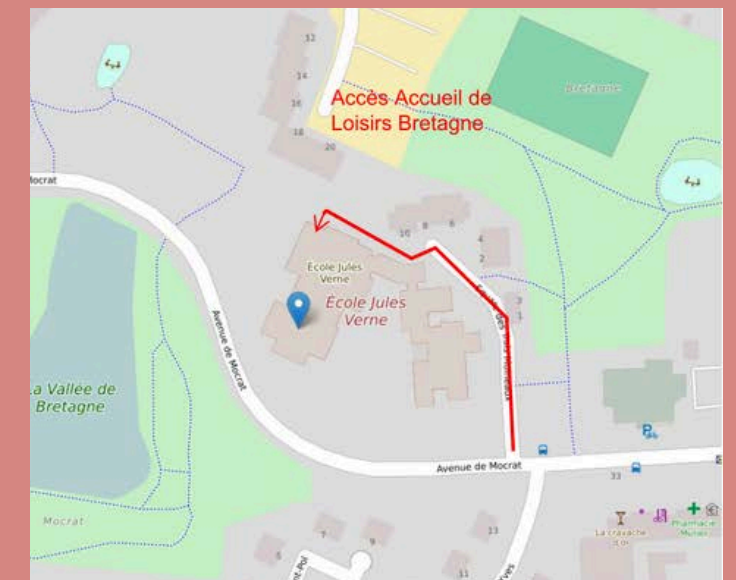 12
14
16
18
20
Accès Accueil de
Loisirs Bretagne
Bretagne
Mocrat
10
8
6
4
2
École Jules
Verne
École Jules
Verne
3
1
Avenue de Mocrat
La Vallée de
Bretagne
Avenue de Mocrat
33
Mocrat
La cravache
d'or
Pharmacie
7
9
13
11
6